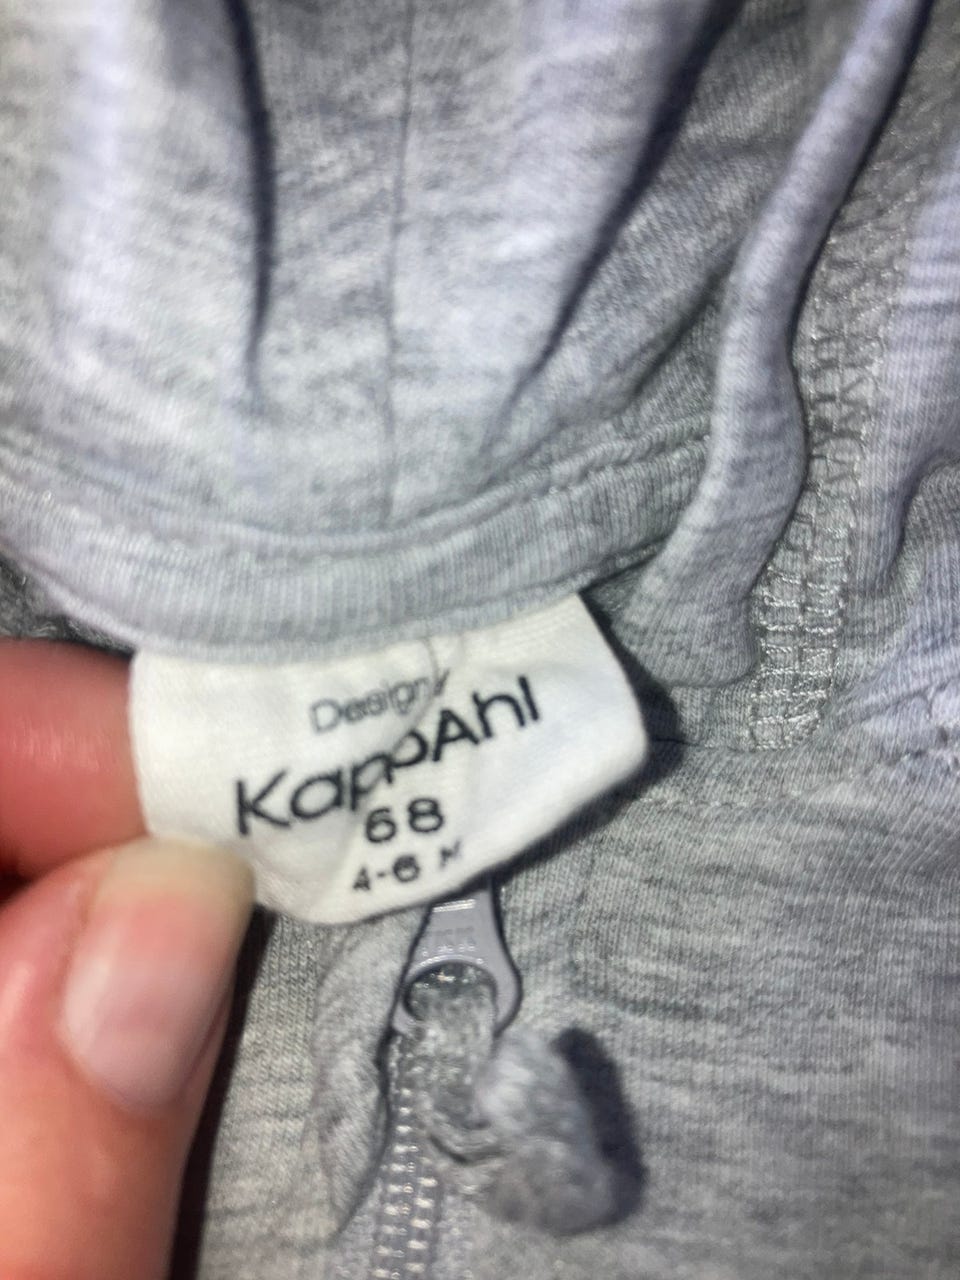 Design
KappAhl
68
4-6 M